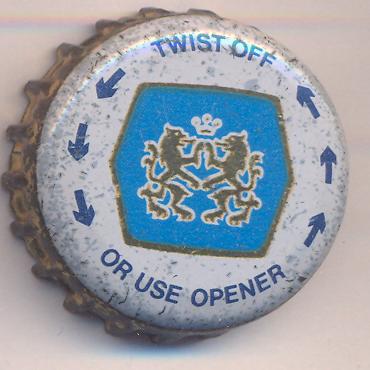 TWIST OFF
OR USE OPENER